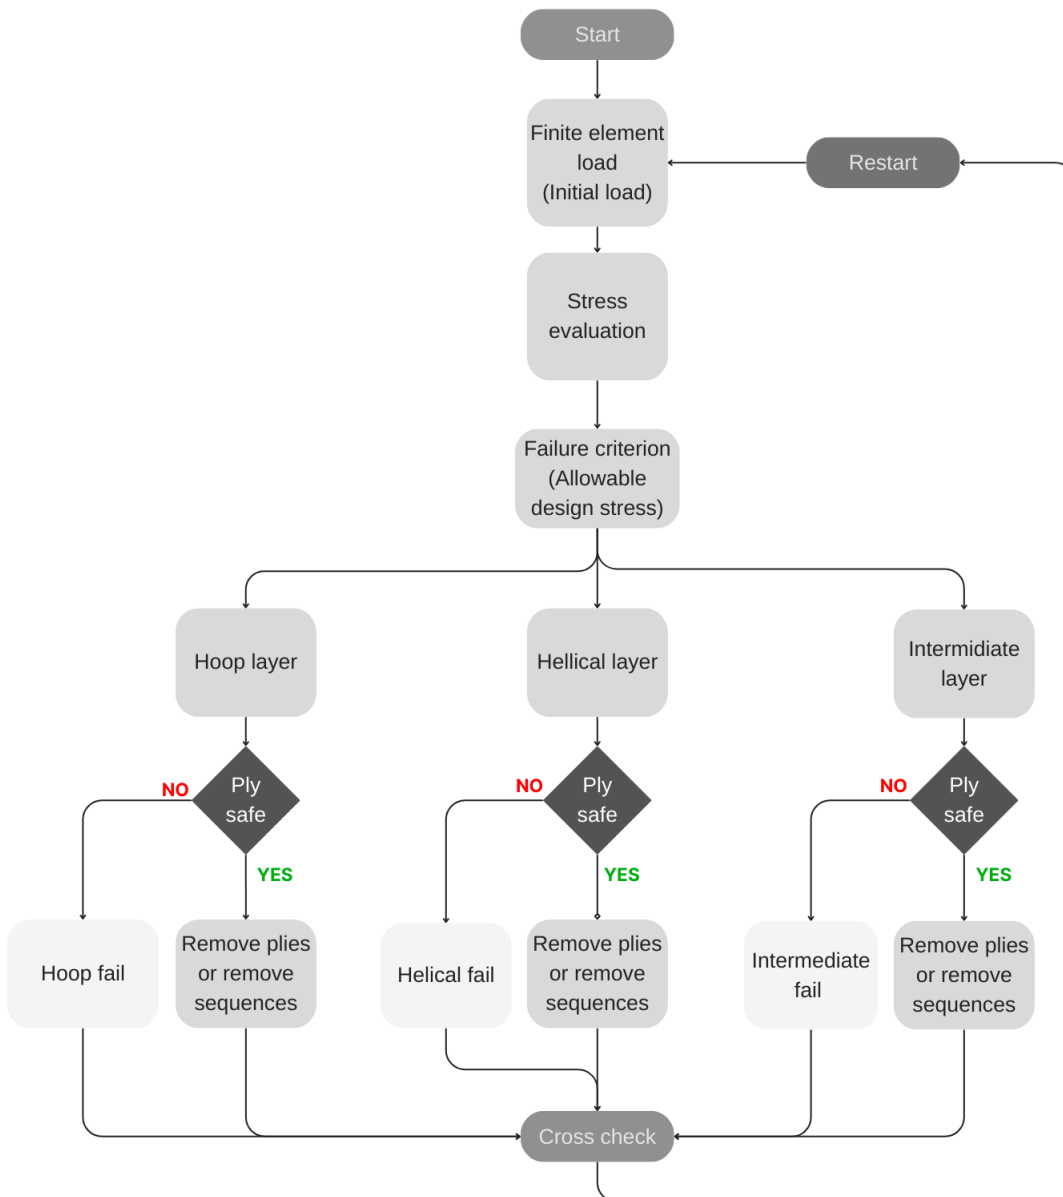 Start
Finite element
load
(Initial load)
Restart
Stress
evaluation
Failure criterion
(Allowable
design stress)
Hoop layer
Hellical layer
Intermidiate
layer
NO
Ply
safe
YES
NO
Ply
safe
YES
NO
Ply
safe
YES
Hoop fail
Remove plies
or remove
sequences
Helical fail
Remove plies
or remove
sequences
Intermediate
fail
Remove plies
or remove
sequences
Cross check